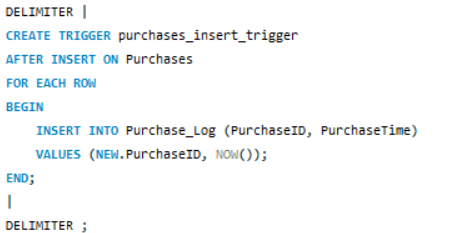 DELIMITER |
CREATE TRIGGER purchases_insert_trigger
AFTER INSERT ON Purchases
FOR EACH ROW
BEGIN
    INSERT INTO Purchase_Log (PurchaseID, PurchaseTime)
    VALUES (NEW.PurchaseID, NOW());
END;
|
DELIMITER ;